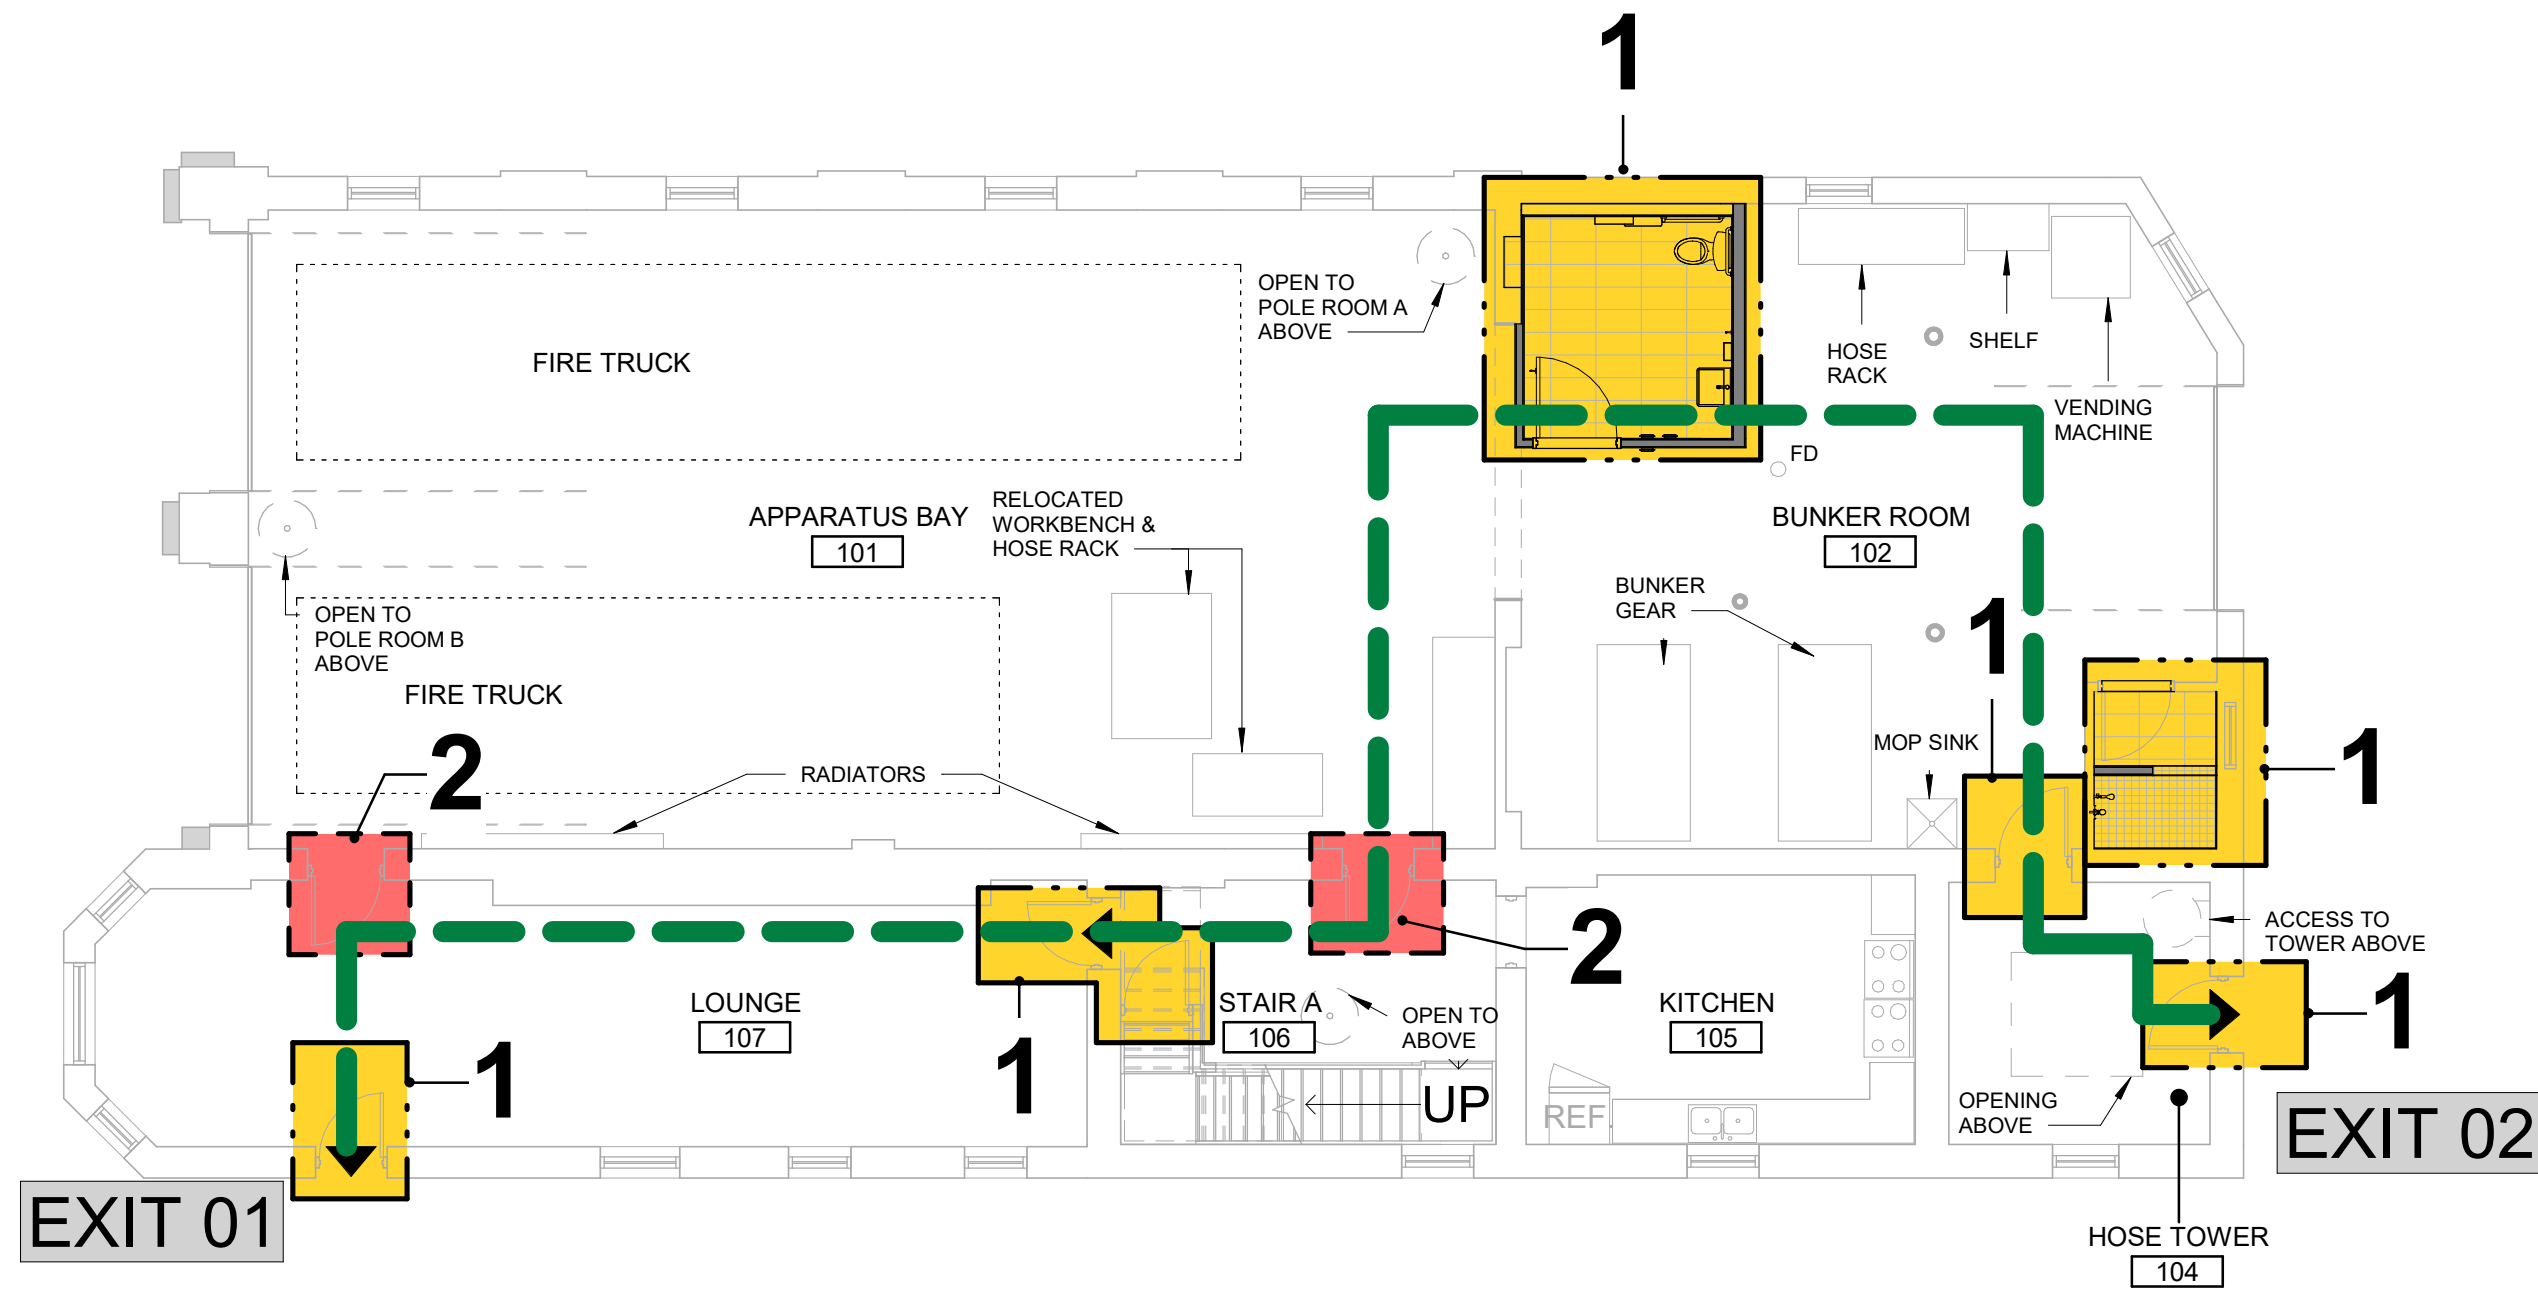 1
OPEN TO
POLE ROOM A
ABOVE
FIRE TRUCK
HOSE
RACK
SHELF
VENDING
MACHINE
FD
APPARATUS BAY
101
RELOCATED
WORKBENCH &
HOSE RACK
BUNKER ROOM
102
OPEN TO
POLE ROOM B
ABOVE
BUNKER
GEAR
1
FIRE TRUCK
2
RADIATORS
MOP SINK
1
2
ACCESS TO
TOWER ABOVE
LOUNGE
107
STAIR A
106
OPEN TO
ABOVE
KITCHEN
105
1
1
1
UP
REF.
OPENING
ABOVE
EXIT 01
EXIT 02
HOSE TOWER
104